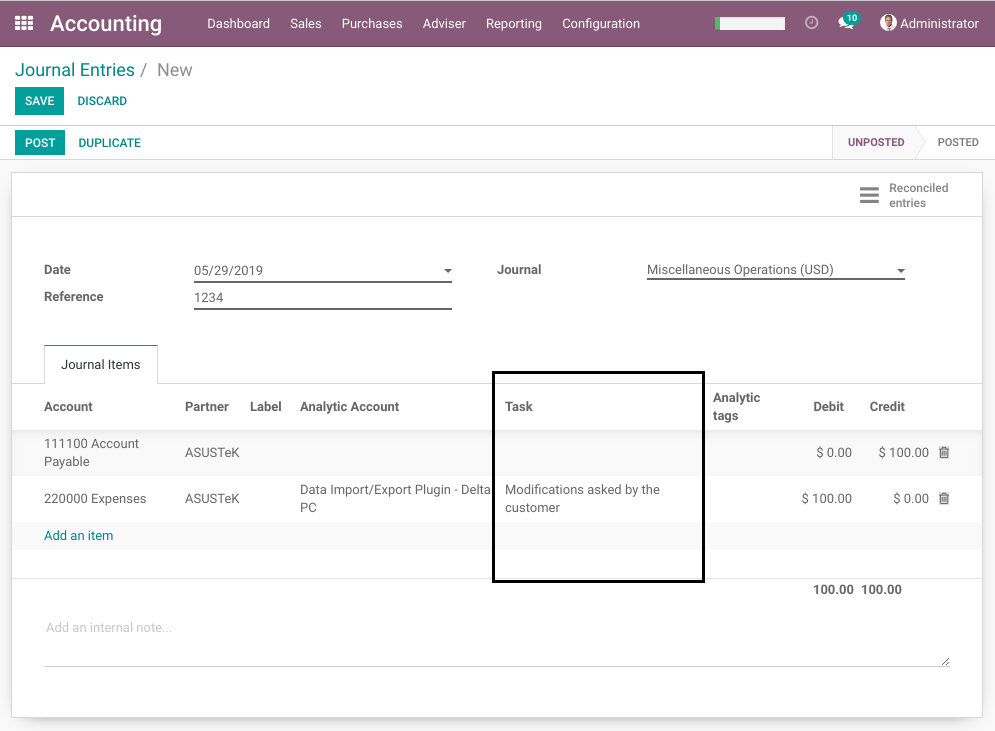 Accounting Dashboard Sales Purchases Adviser Reporting Configuration 10 Administrator
Journal Entries / New
SAVE DISCARD
POST DUPLICATE UNPOSTED POSTED
Reconciled
entries
Date 05/29/2019 Journal Miscellaneous Operations (USD)
Reference 1234
Journal Items
Account Partner Label Analytic Account Task Analytic tags Debit Credit
111100 Account Payable ASUSTeK $ 0.00 $ 100.00
220000 Expenses ASUSTeK Data Import/Export Plugin - Delta PC Modifications asked by the customer $ 100.00 $ 0.00
Add an item
100.00 100.00
Add an internal note...